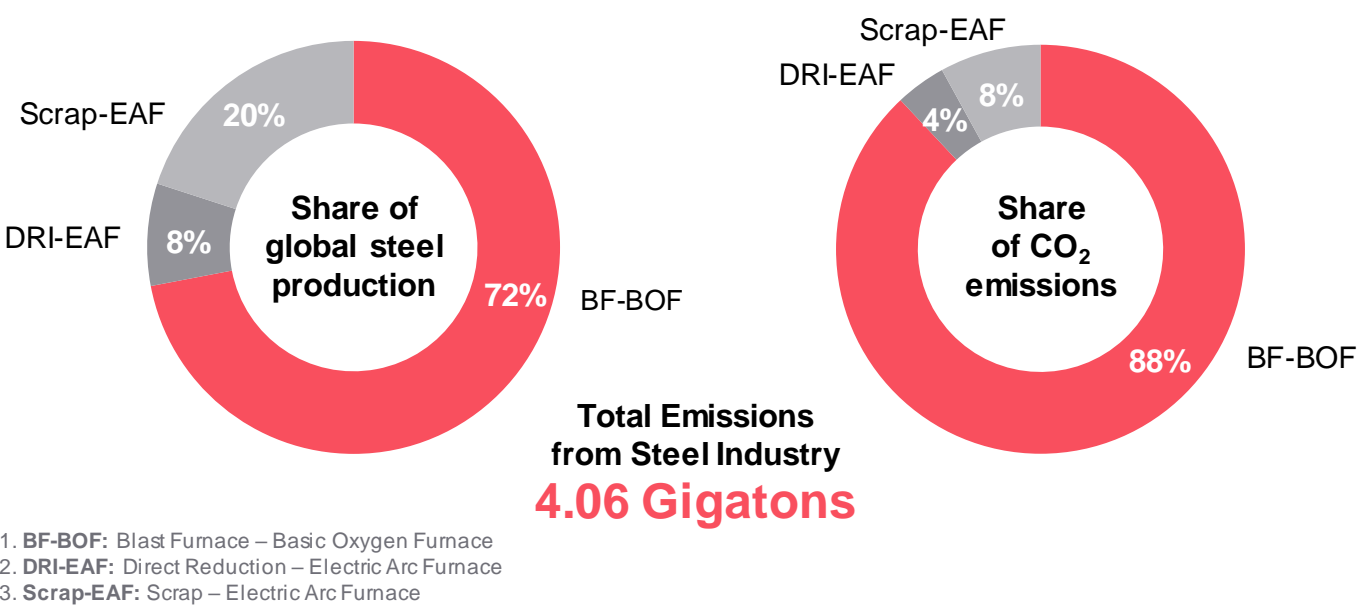 Scrap-EAF
20%
DRI-EAF
8%
Share of
global steel
production
72%
BF-BOF
Scrap-EAF
DRI-EAF
8%
4%
Share
of CO₂
emissions
88%
BF-BOF
Total Emissions
from Steel Industry
4.06 Gigatons
1. BF-BOF: Blast Furnace – Basic Oxygen Furnace
2. DRI-EAF: Direct Reduction – Electric Arc Furnace
3. Scrap-EAF: Scrap – Electric Arc Furnace